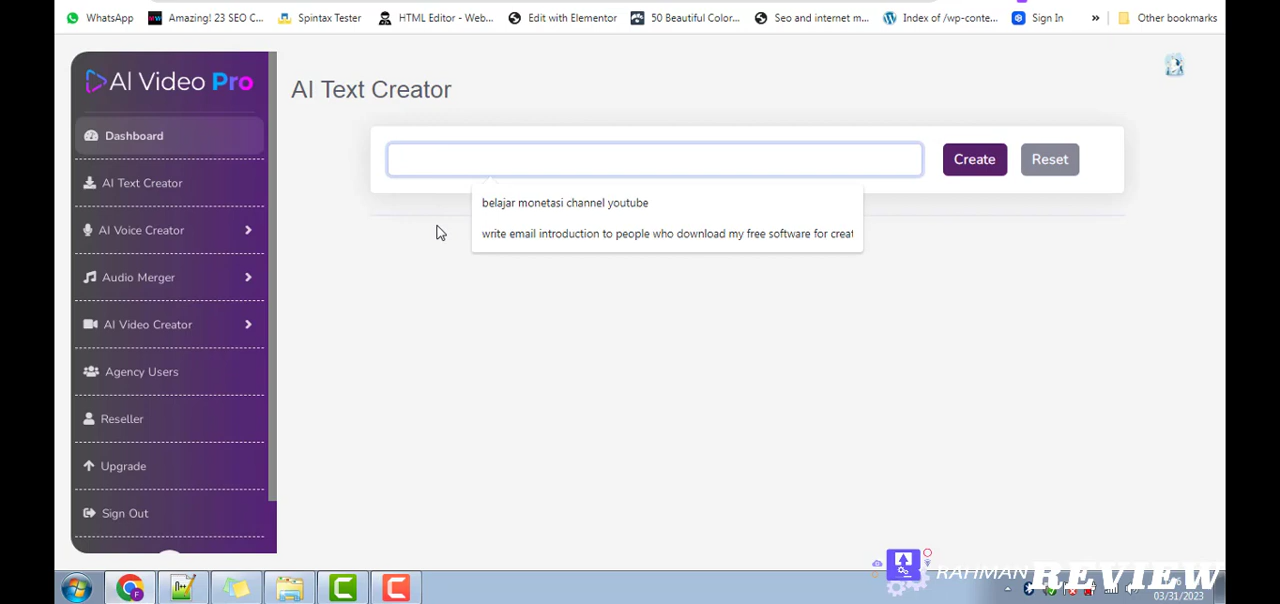 WhatsApp
Amazing! 23 SEO C...
Spintax Tester
HTML Editor - Web...
Edit with Elementor
50 Beautiful Color...
Seo and internet m...
Index of /wp-conte...
Sign In
»
Other bookmarks
AI Video Pro
AI Text Creator
Dashboard
Create
Reset
AI Text Creator
belajar monetasi channel youtube
AI Voice Creator
write email introduction to people who download my free software for creat
Audio Merger
AI Video Creator
Agency Users
Reseller
Upgrade
Sign Out
RAHMAN REVIEW
03/31/2023